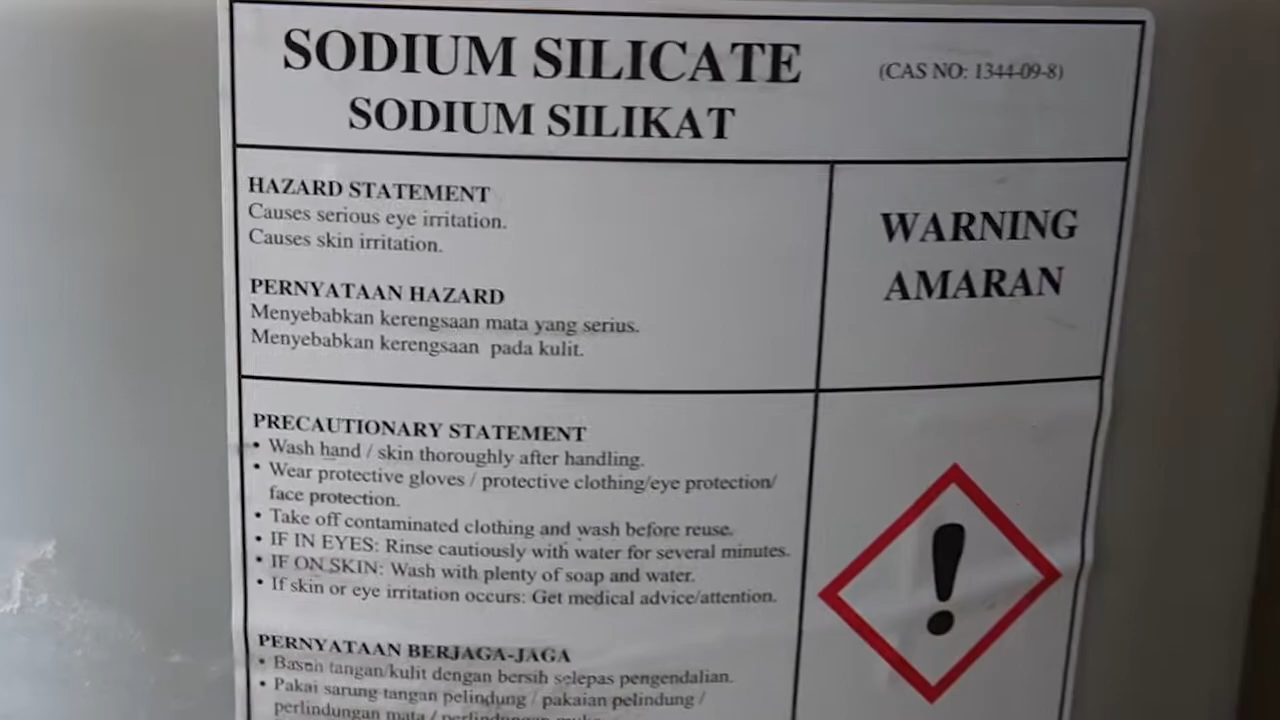 SODIUM SILICATE
(CAS NO: 1344-09-8)
SODIUM SILIKAT
HAZARD STATEMENT
Causes serious eye irritation.
Causes skin irritation.
PERNYATAAN HAZARD
Menyebabkan kerengsaan mata yang serius.
Menyebabkan kerengsaan pada kulit.
WARNING
AMARAN
PRECAUTIONARY STATEMENT
• Wash hand / skin thoroughly after handling.
• Wear protective gloves / protective clothing/eye protection/
face protection.
• Take off contaminated clothing and wash before reuse.
• IF IN EYES: Rinse cautiously with water for several minutes.
• IF ON SKIN: Wash with plenty of soap and water.
• If skin or eye irritation occurs: Get medical advice/attention.
PERNYATAAN BERJAGA-JAGA
• Basuh tangan/kulit dengan bersih selepas pengendalian.
• Pakai sarung tangan pelindung / pakaian pelindung /
perlindungan mata /